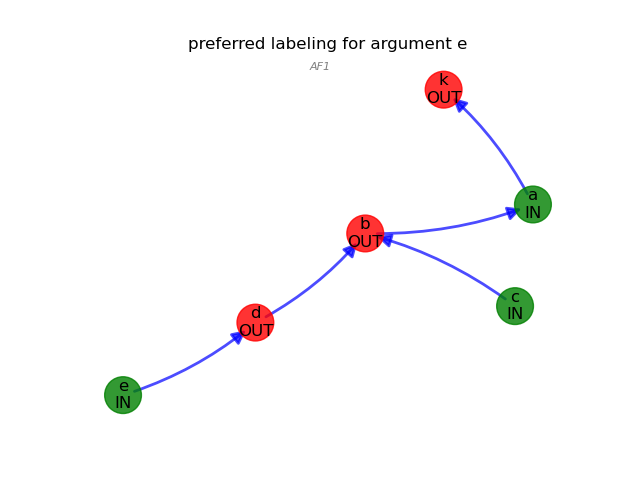 preferred labeling for argument e
AF1
k
OUT
a
IN
b
OUT
c
IN
d
OUT
e
IN